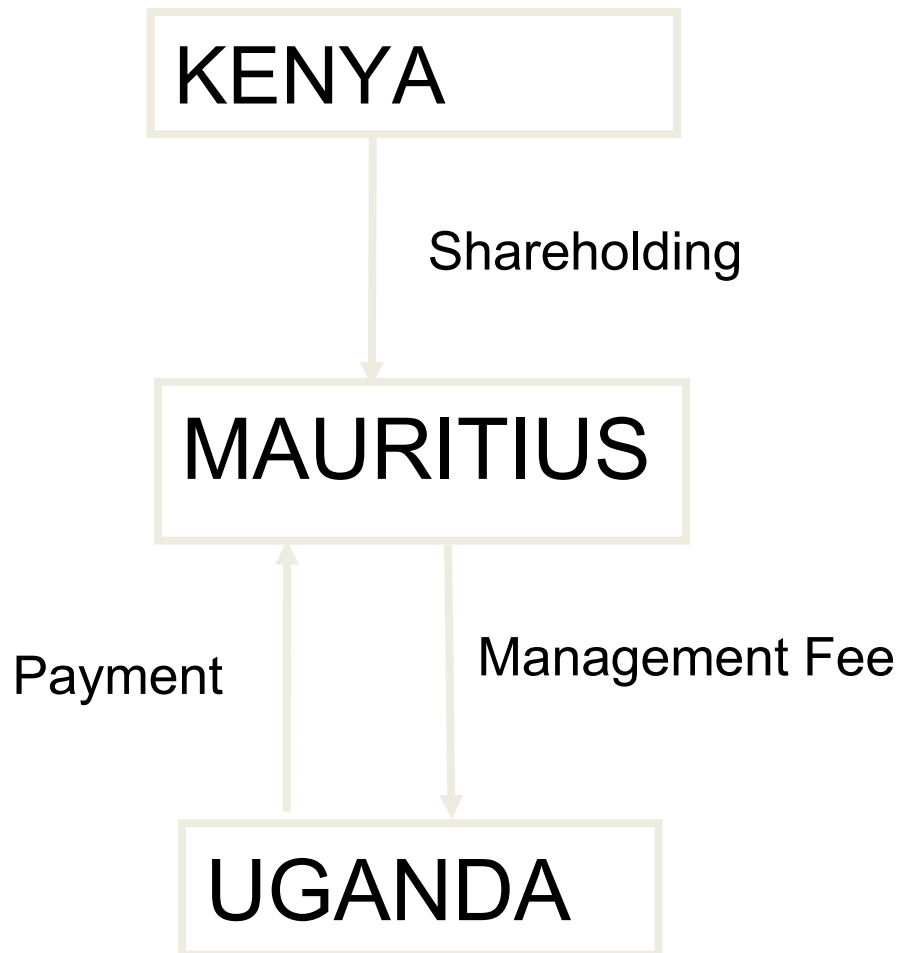 KENYA
Shareholding
MAURITIUS
Payment
Management Fee
UGANDA